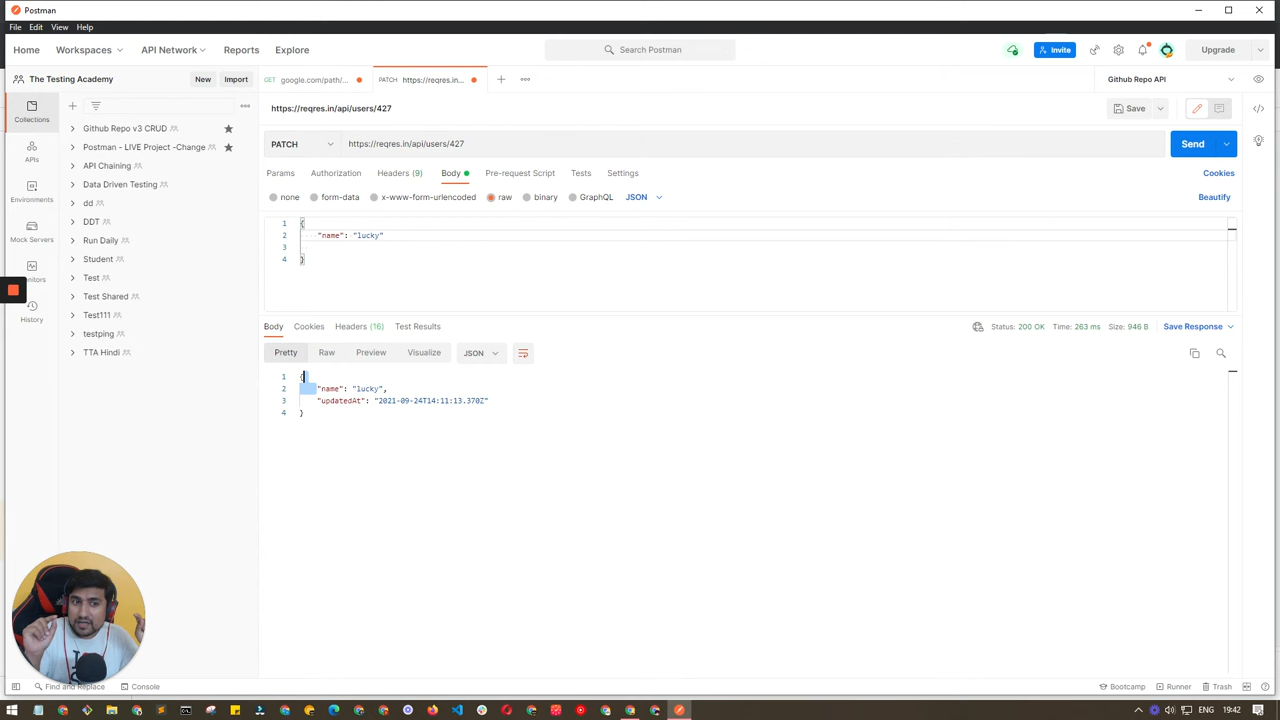 Postman
File Edit View Help
Home Workspaces API Network Reports Explore Search Postman Invite Upgrade
The Testing Academy New Import GET google.com/path/... PATCH https://reqres.in... Github Repo API
Collections
APIs
Environments
Mock Servers
History
Github Repo v3 CRUD
Postman - LIVE Project -Change
API Chaining
Data Driven Testing
dd
DDT
Run Daily
Student
Test
Test Shared
Test111
testping
TTA Hindi
https://reqres.in/api/users/427 Save
PATCH https://reqres.in/api/users/427 Send
Params Authorization Headers (9) Body Pre-request Script Tests Settings Cookies
none form-data x-www-form-urlencoded raw binary GraphQL JSON Beautify
1 {
2 "name": "lucky"
3
4 }
Body Cookies Headers (16) Test Results Status: 200 OK Time: 263 ms Size: 946 B Save Response
Pretty Raw Preview Visualize JSON
1 {
2 "name": "lucky",
3 "updatedAt": "2021-09-24T14:11:13.370Z"
4 }
Find and Replace Console Bootcamp Runner Trash
ENG 19:42